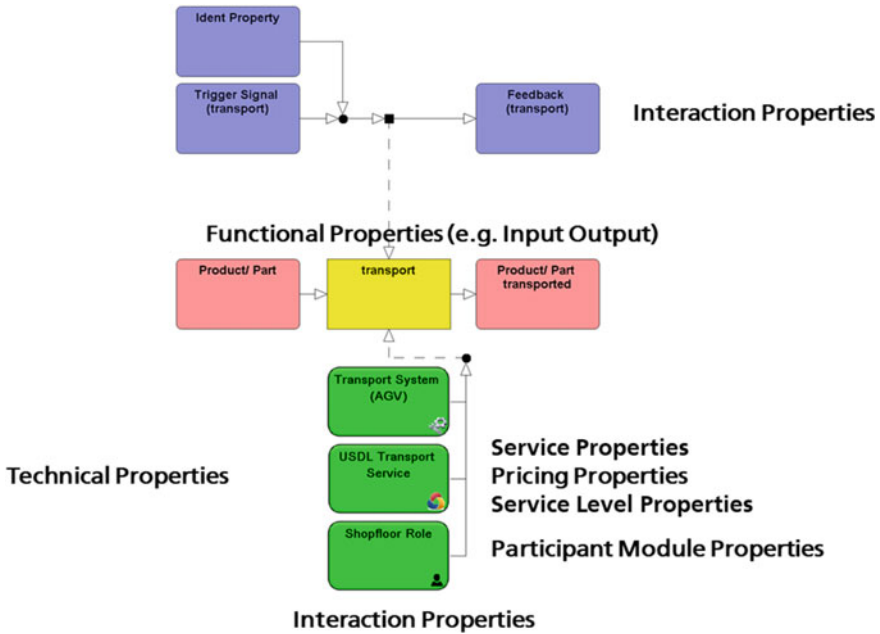 Ident Property
Trigger Signal
(transport)
Feedback
(transport)
Interaction Properties
Functional Properties (e.g. Input Output)
Product/ Part
transport
Product/ Part
transported
Transport System
(AGV)
USDL Transport
Service
Shopfloor Role
Technical Properties
Service Properties
Pricing Properties
Service Level Properties
Participant Module Properties
Interaction Properties